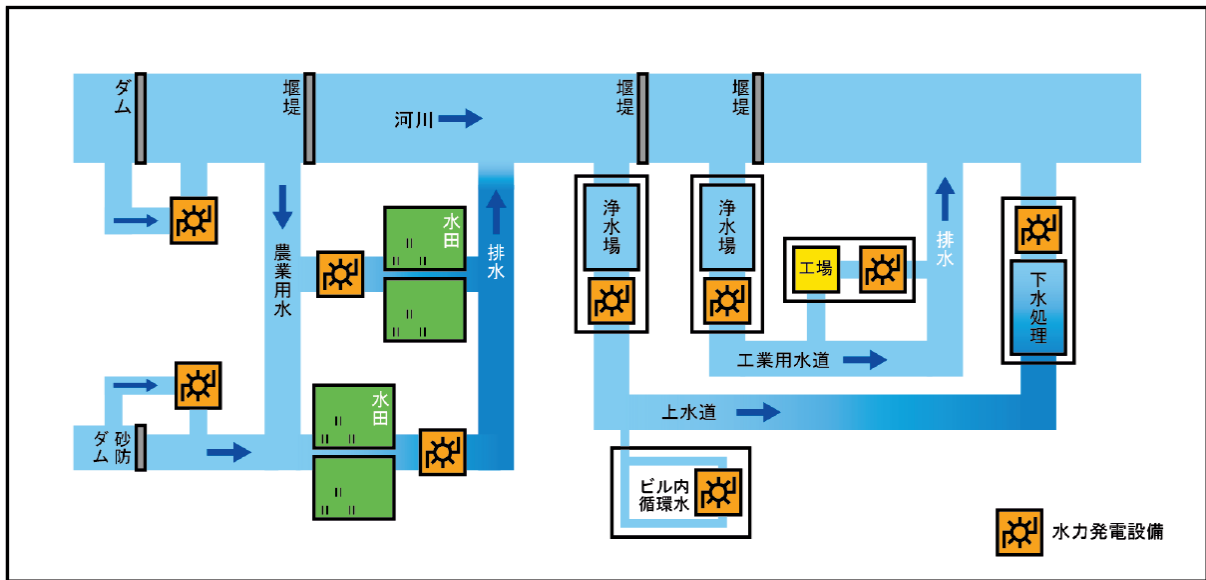 ダム
堰堤
河川
堰堤
堰堤
農業用水
水田
排水
浄水場
浄水場
工場
排水
下水処理
工業用水道
水田
上水道
砂防
ダム
ビル内
循環水
水力発電設備